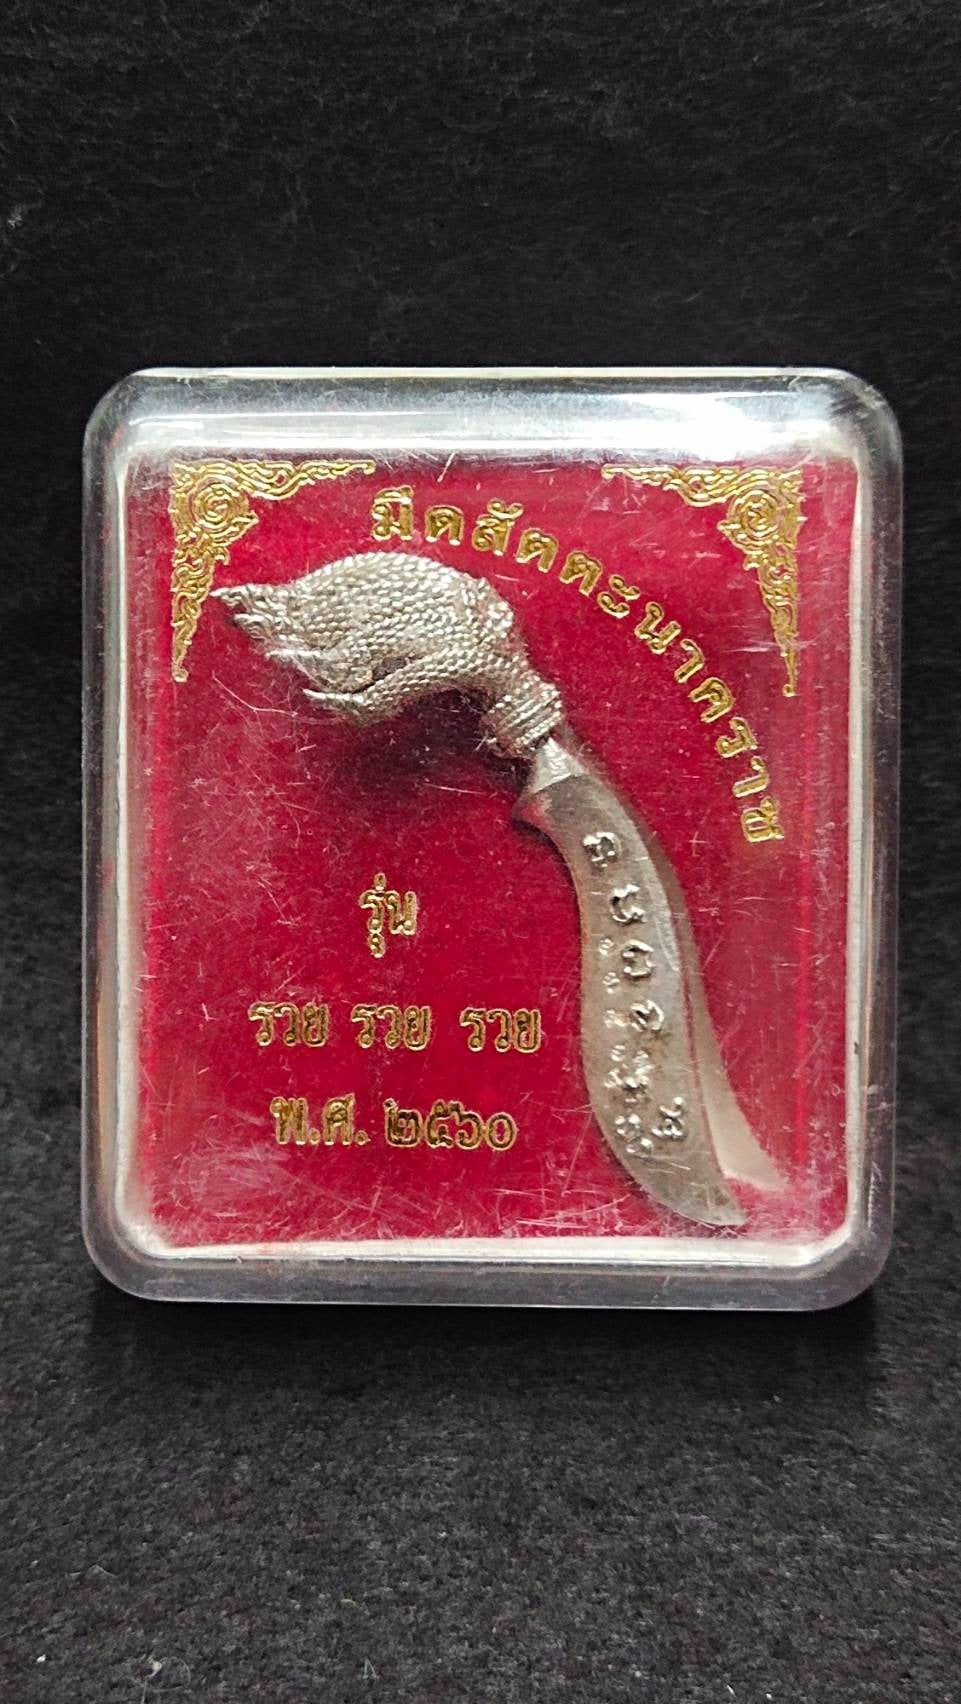 มีดสัตตะนาคราช
รุ่น
รวย รวย รวย
พ.ศ. ๒๕๖๐